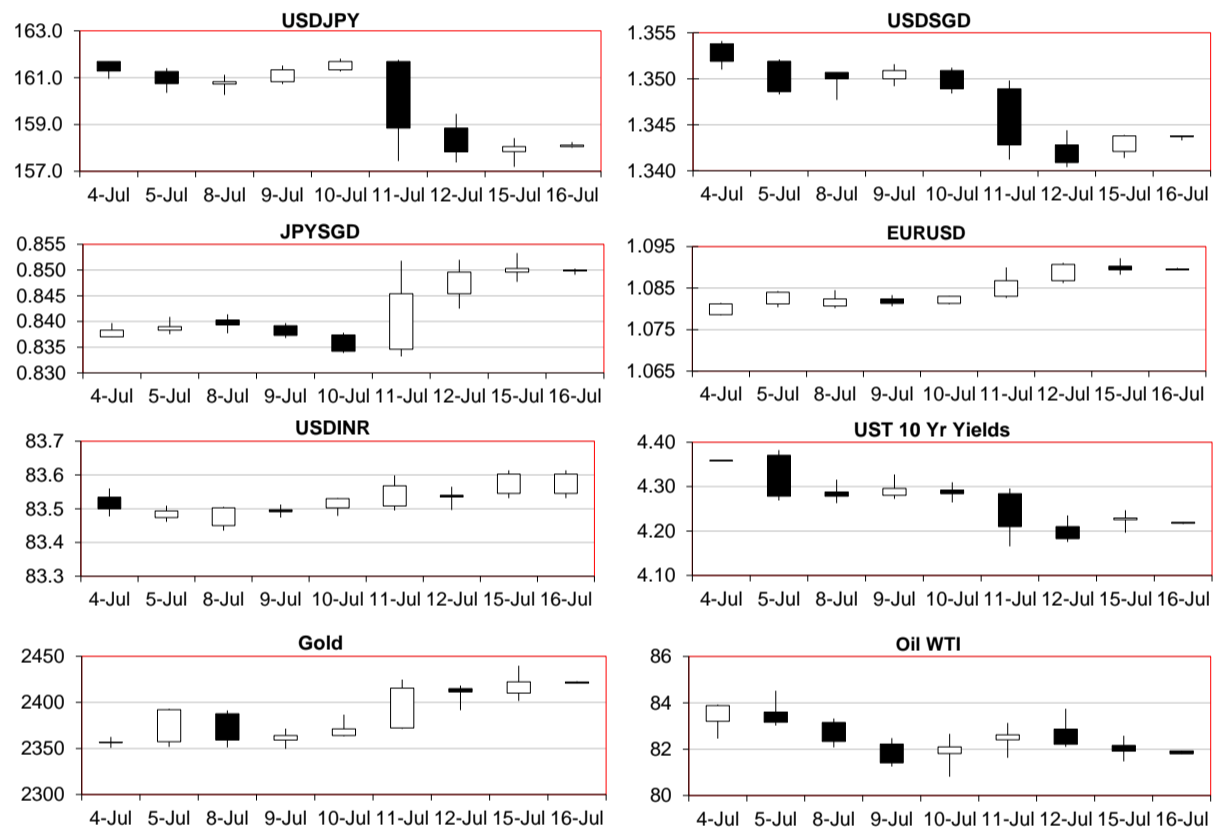 USDJPY
163.0
161.0
159.0
157.0
4-Jul 5-Jul 8-Jul 9-Jul 10-Jul 11-Jul 12-Jul 15-Jul 16-Jul
USDSGD
1.355
1.350
1.345
1.340
4-Jul 5-Jul 8-Jul 9-Jul 10-Jul 11-Jul 12-Jul 15-Jul 16-Jul
JPYSGD
0.855
0.850
0.845
0.840
0.835
0.830
4-Jul 5-Jul 8-Jul 9-Jul 10-Jul 11-Jul 12-Jul 15-Jul 16-Jul
EURUSD
1.095
1.085
1.075
1.065
4-Jul 5-Jul 8-Jul 9-Jul 10-Jul 11-Jul 12-Jul 15-Jul 16-Jul
USDINR
83.7
83.6
83.5
83.4
83.3
4-Jul 5-Jul 8-Jul 9-Jul 10-Jul 11-Jul 12-Jul 15-Jul 16-Jul
UST 10 Yr Yields
4.40
4.30
4.20
4.10
4-Jul 5-Jul 8-Jul 9-Jul 10-Jul 11-Jul 12-Jul 15-Jul 16-Jul
Gold
2450
2400
2350
2300
4-Jul 5-Jul 8-Jul 9-Jul 10-Jul 11-Jul 12-Jul 15-Jul 16-Jul
Oil WTI
86
84
82
80
4-Jul 5-Jul 8-Jul 9-Jul 10-Jul 11-Jul 12-Jul 15-Jul 16-Jul